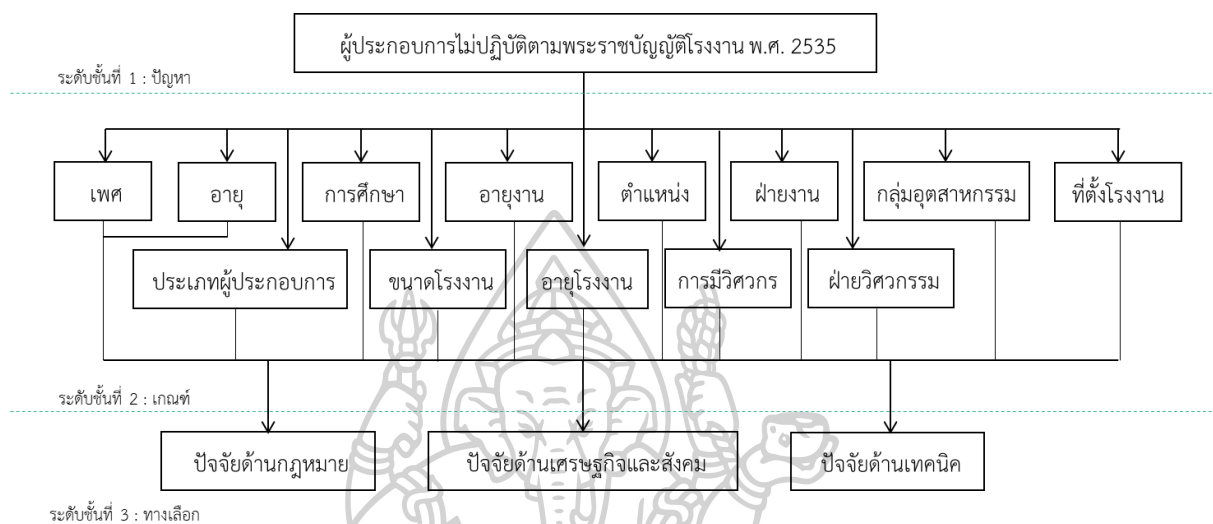 ผู้ประกอบการไม่ปฏิบัติตามพระราชบัญญัติโรงงาน พ.ศ. 2535
ระดับชั้นที่ 1 : ปัญหา
เพศ
อายุ
การศึกษา
อายุงาน
ตำแหน่ง
ฝ่ายงาน
กลุ่มอุตสาหกรรม
ที่ตั้งโรงงาน
ประเภทผู้ประกอบการ
ขนาดโรงงาน
อายุโรงงาน
การมีวิศวกร
ฝ่ายวิศวกรรม
ระดับชั้นที่ 2 : เกณฑ์
ปัจจัยด้านกฎหมาย
ปัจจัยด้านเศรษฐกิจและสังคม
ปัจจัยด้านเทคนิค
ระดับชั้นที่ 3 : ทางเลือก